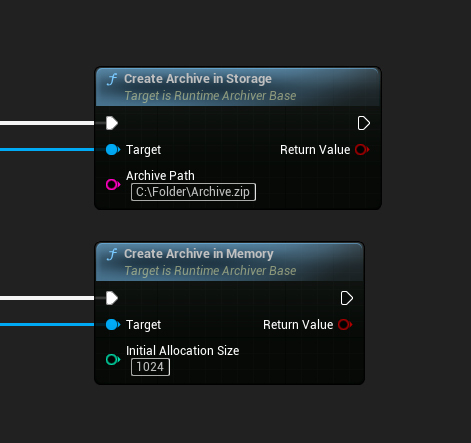 f Create Archive in Storage
Target is Runtime Archiver Base
Target
Return Value
Archive Path
C:\Folder\Archive.zip
f Create Archive in Memory
Target is Runtime Archiver Base
Target
Return Value
Initial Allocation Size
1024